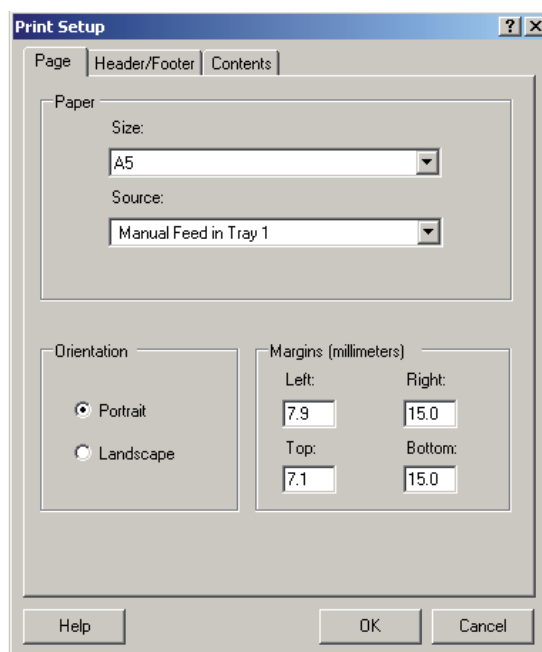 Print Setup
Page Header/Footer Contents
Paper
Size:
A5
Source:
Manual Feed in Tray 1
Orientation
Portrait
Landscape
Margins (millimeters)
Left: Right:
7.9 15.0
Top: Bottom:
7.1 15.0
Help OK Cancel